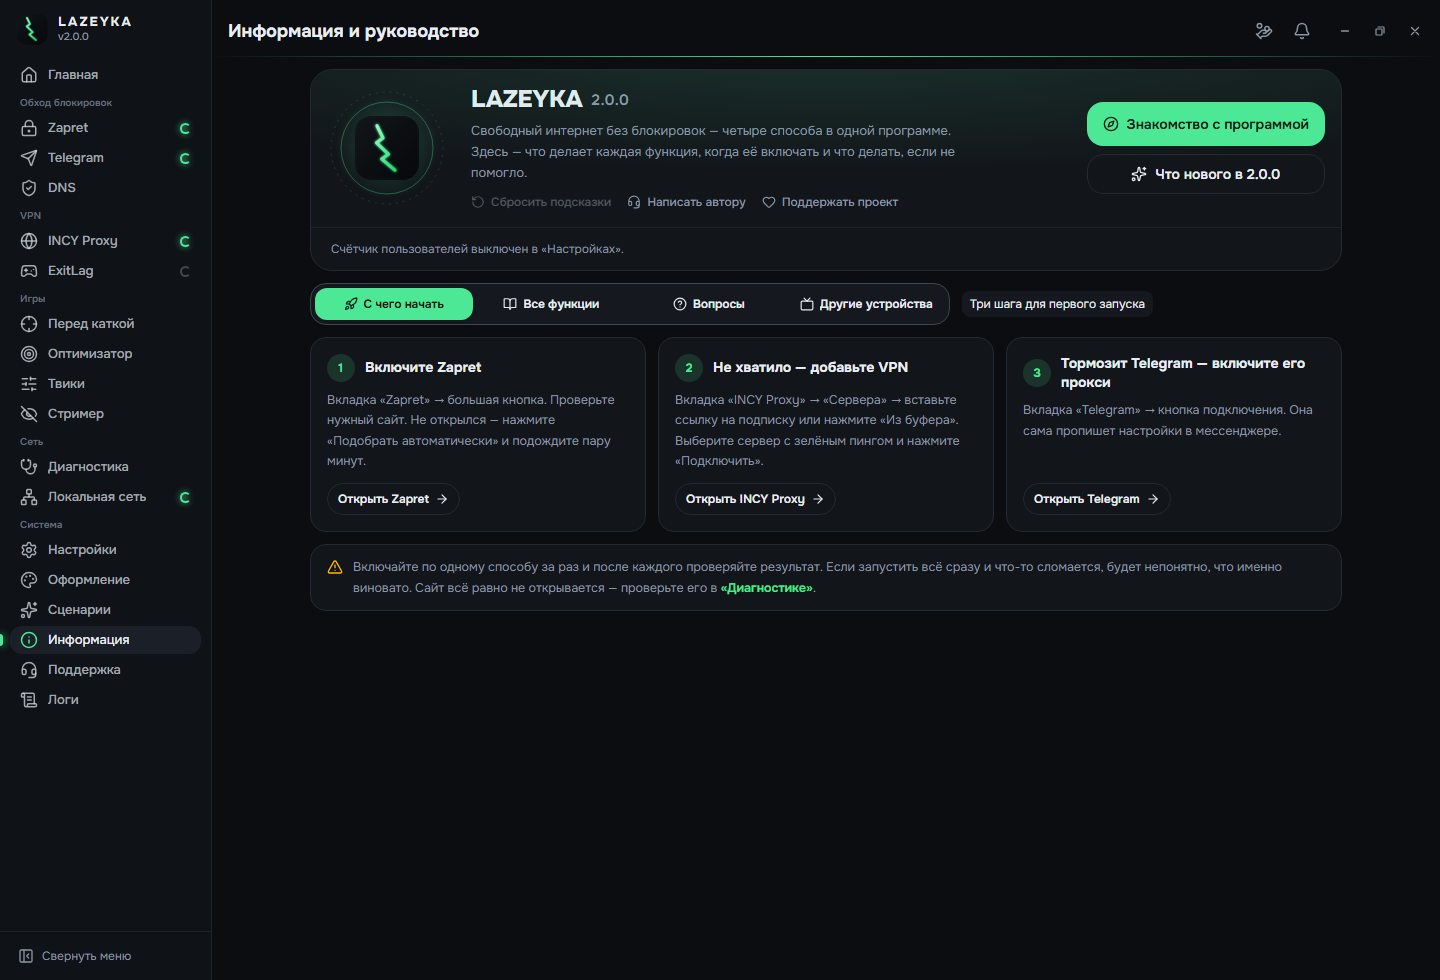 LAZEYKA
v2.0.0
Главная
Обход блокировок
Zapret
Telegram
DNS
VPN
INCY Proxy
ExitLag
Игры
Перед каткой
Оптимизатор
Твики
Стример
Сеть
Диагностика
Локальная сеть
Система
Настройки
Оформление
Сценарии
Информация
Поддержка
Логи
Свернуть меню
Информация и руководство
LAZEYKA 2.0.0
Свободный интернет без блокировок — четыре способа в одной программе.
Здесь — что делает каждая функция, когда её включать и что делать, если не
помогло.
Сбросить подсказки Написать автору Поддержать проект
Знакомство с программой
Что нового в 2.0.0
Счётчик пользователей выключен в «Настройках».
С чего начать Все функции Вопросы Другие устройства Три шага для первого запуска
1 Включите Zapret
Вкладка «Zapret» → большая кнопка. Проверьте
нужный сайт. Не открылся — нажмите
«Подобрать автоматически» и подождите пару
минут.
Открыть Zapret →
2 Не хватило — добавьте VPN
Вкладка «INCY Proxy» → «Сервера» → вставьте
ссылку на подписку или нажмите «Из буфера».
Выберите сервер с зелёным пингом и нажмите
«Подключить».
Открыть INCY Proxy →
3 Тормозит Telegram — включите его
прокси
Вкладка «Telegram» → кнопка подключения. Она
сама пропишет настройки в мессенджере.
Открыть Telegram →
Включайте по одному способу за раз и после каждого проверяйте результат. Если запустить всё сразу и что-то сломается, будет непонятно, что именно
виновато. Сайт всё равно не открывается — проверьте его в «Диагностике».